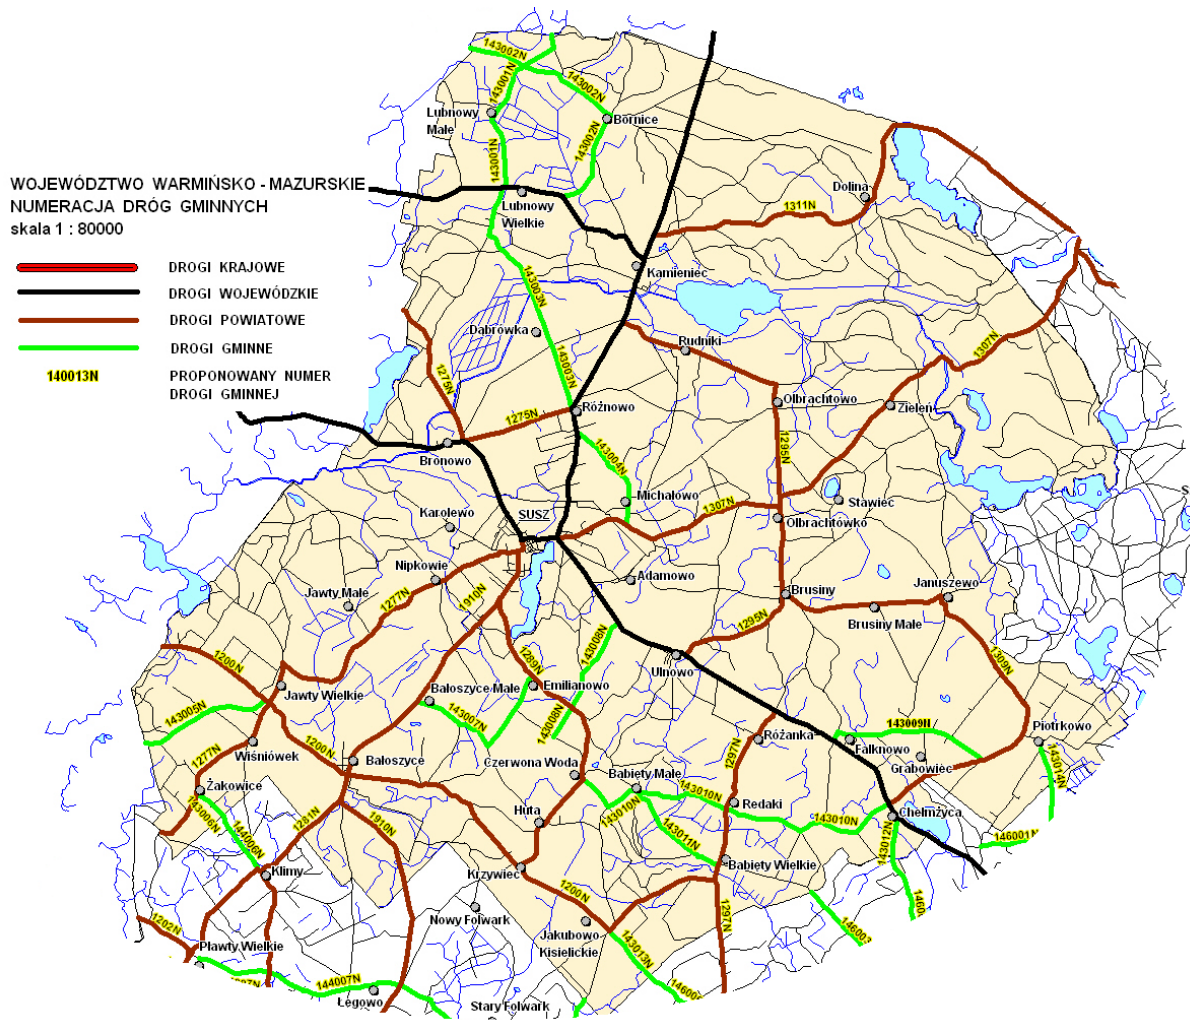 WOJEWÓDZTWO WARMIŃSKO - MAZURSKIE
NUMERACJA DRÓG GMINNYCH
skala 1 : 80000
DROGI KRAJOWE
DROGI WOJEWÓDZKIE
DROGI POWIATOWE
DROGI GMINNE
140013N
PROPONOWANY NUMER
DROGI GMINNEJ
143002N
143001N
143002N
Lubnowy
Małe
Bornice
143002N
143001N
Lubnowy
Wielkie
Dolina
1311N
Kamieniec
143003N
Dąbrówka
Rudniki
1307N
143003N
1275N
1275N
Różnowo
Olbrachtowo
Zieleń
Bronowo
143004N
1295N
Michałowo
1307N
Stawiec
Karolewo
SUSZ
Olbrachtówko
S
Nipkowie
Adamowo
Jawty Małe
1277N
1910N
Brusiny
Januszewo
Brusiny Małe
1295N
143008N
1200N
1289N
Ulnowo
1309N
Jawty Wielkie
Bałoszyce Małe
Emilianowo
143005N
143007N
143008N
143009N
Piotrkowo
Wiśniówek
1200N
Różanka
Fałknowo
1277N
Bałoszyce
Czerwona Woda
1297N
Grabowiec
143014N
Babięty Małe
Żakowice
143010N
143006N
1281N
1910N
Huta
143010N
Redaki
143010N
Chełmżyca
144006N
143011N
143012N
146001N
Klimy
Krzywiec
Babięty Wielkie
1200N
1297N
1460
1202N
Nowy Folwark
Jakubowo
Kisielickie
146003
Pławty Wielkie
143013N
144007N
14600
Łęgowo
Stary Folwark